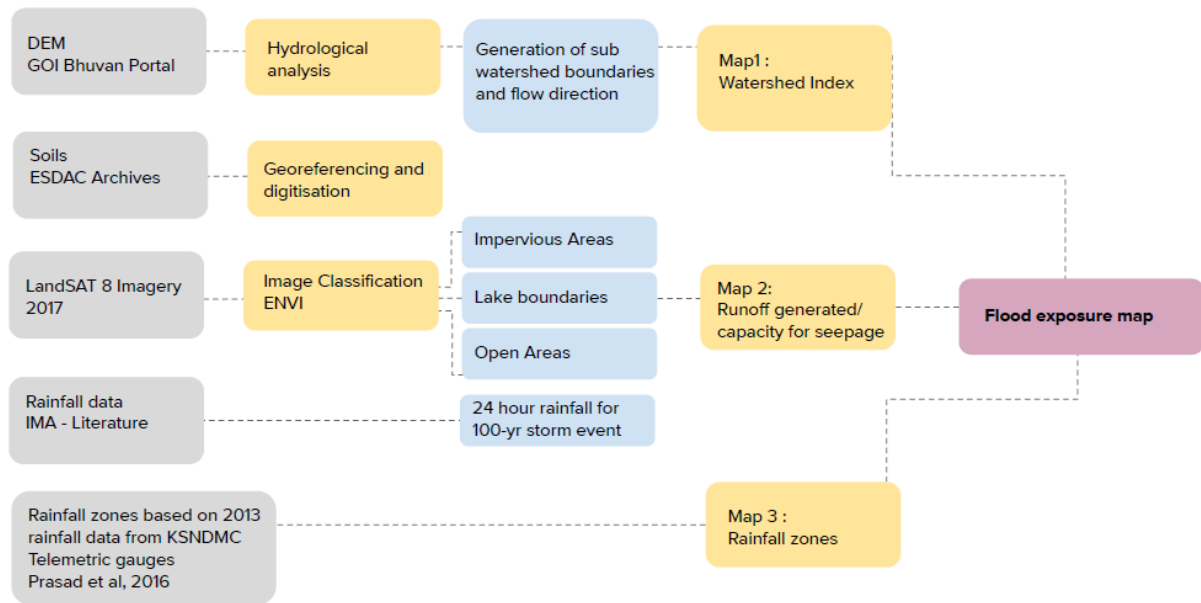 DEM
GOI Bhuvan Portal
Hydrological
analysis
Generation of sub
watershed boundaries
and flow direction
Map1 :
Watershed Index
Soils
ESDAC Archives
Georeferencing and
digitisation
LandSAT 8 Imagery
2017
Image Classification
ENVI
Impervious Areas
Lake boundaries
Open Areas
Map 2:
Runoff generated/
capacity for seepage
Flood exposure map
Rainfall data
IMA - Literature
24 hour rainfall for
100-yr storm event
Rainfall zones based on 2013
rainfall data from KSNDMC
Telemetric gauges
Prasad et al, 2016
Map 3 :
Rainfall zones